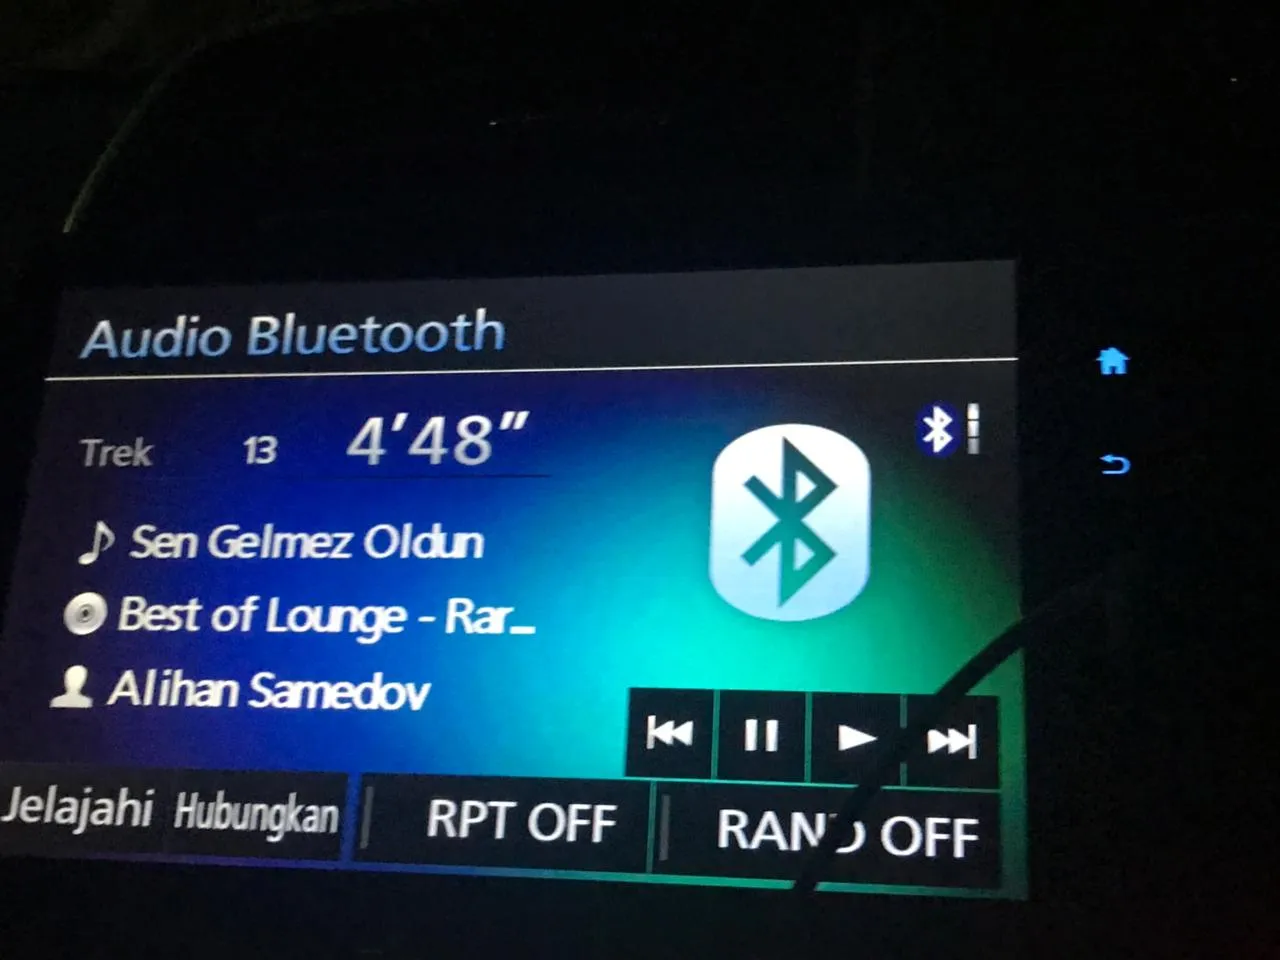 Audio Bluetooth
Trek 13 4'48"
Sen Gelmez Oldun
Best of Lounge - Rar...
Alihan Samedov
Jelajahi Hubungkan RPT OFF RAND OFF